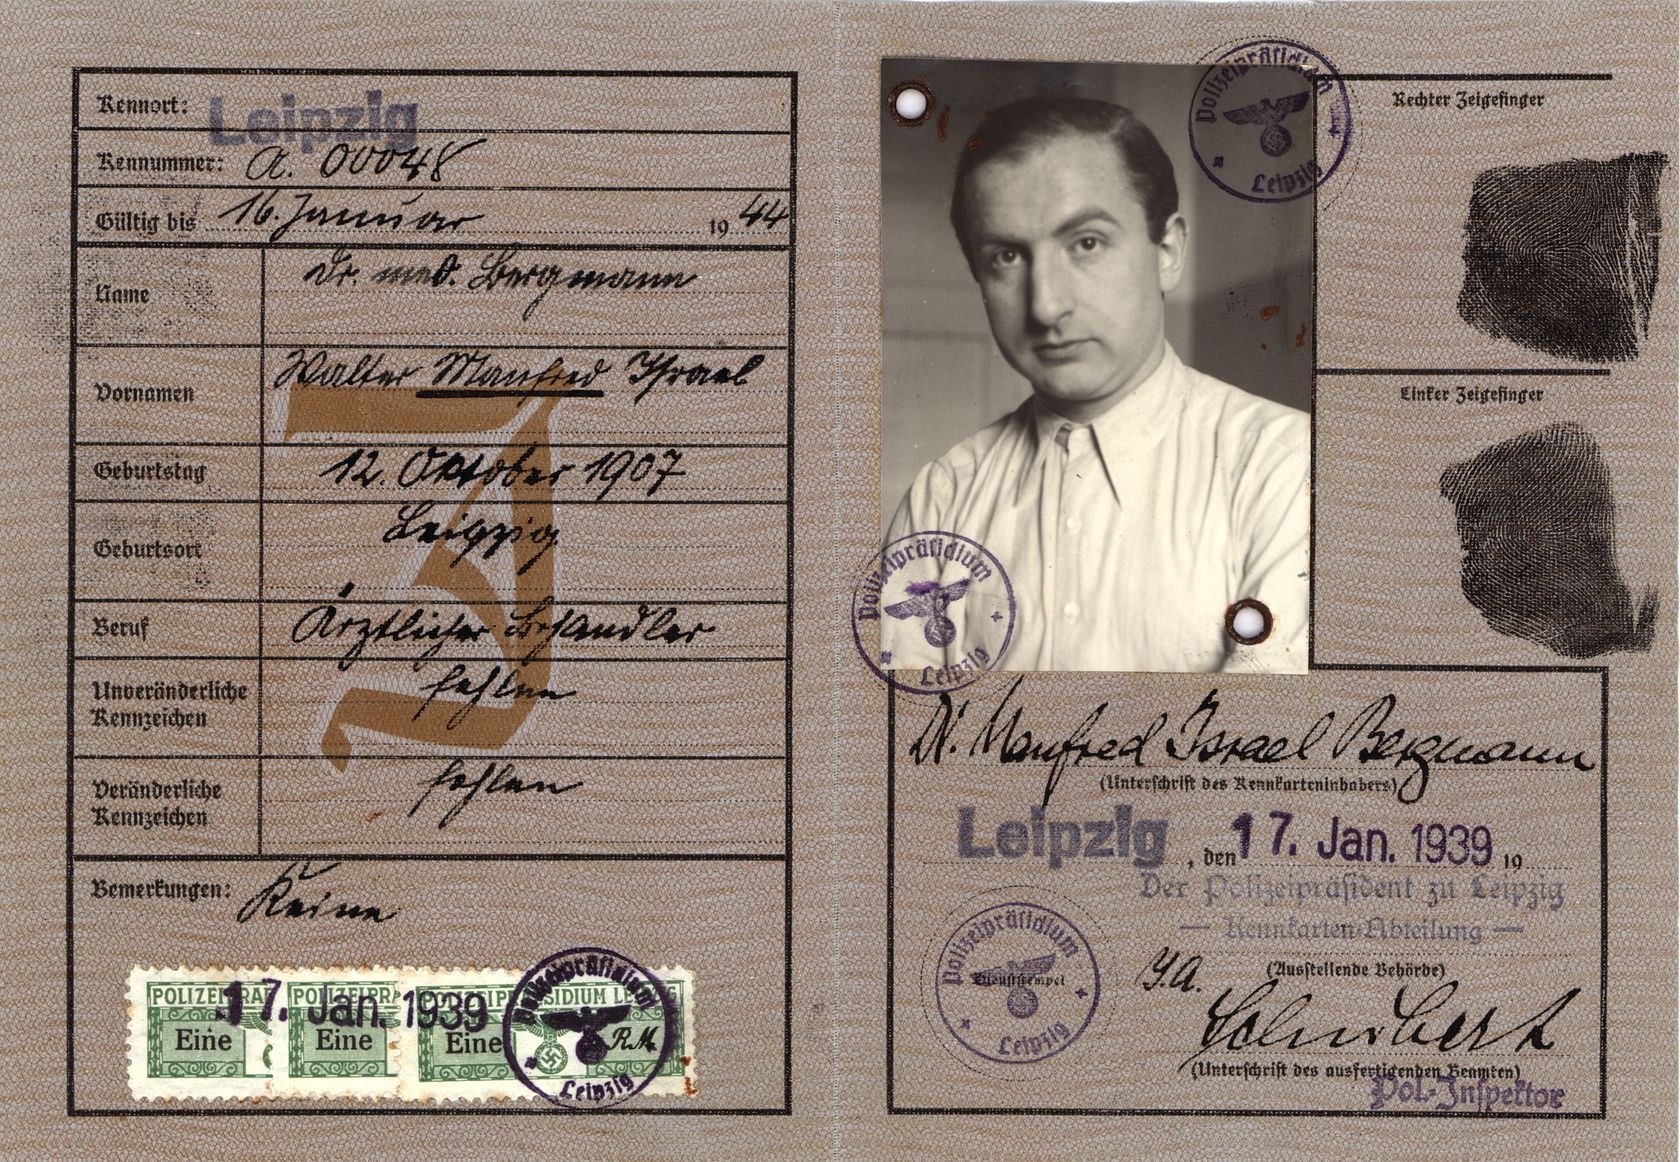 Kennort: Leipzig
Kennummer: A. 00048
Gültig bis 16. Januar 1944
Name Dr. med. Bergmann
Vornamen Walter Manfred Israel
Geburtstag 12. Oktober 1907
Geburtsort Leipzig
Beruf Ärztlicher Behandler
Unveränderliche Kennzeichen fehlen
Veränderliche Kennzeichen fehlen
Bemerkungen: Keine
J
17. Jan. 1939
POLIZEIPRÄ POLIZEIPRÄ SIDIUM LEIPZIG
Eine Eine Eine RM
Polizeipräsidium Leipzig
Polizeipräsidium Leipzig
Polizeipräsidium Leipzig
Rechter Zeigefinger
Linker Zeigefinger
Dr. Manfred Israel Bergmann
(Unterschrift des Kennkarteninhabers)
Leipzig, den 17. Jan. 1939 19
Der Polizeipräsident zu Leipzig
— Kennkarten-Abteilung —
(Ausstellende Behörde)
Polizeipräsidium Leipzig
Dienststempel
I.A.
Schubert
(Unterschrift des ausfertigenden Beamten)
Pol.-Inspektor